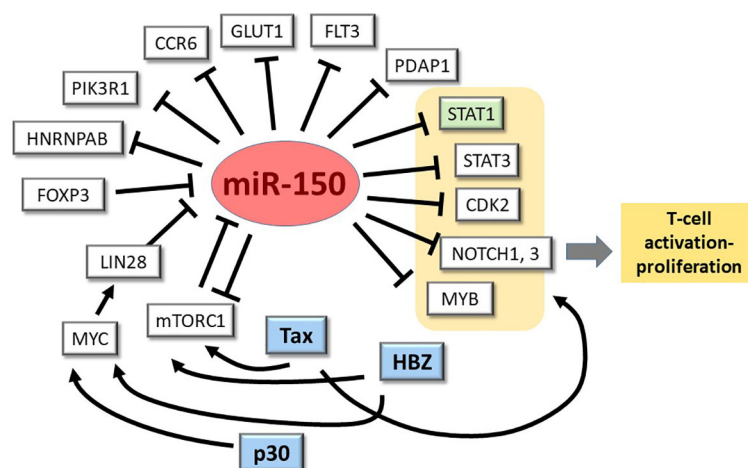 GLUT1
FLT3
CCR6
PDAP1
PIK3R1
STAT1
HNRNPAB
STAT3
miR-150
FOXP3
CDK2
T-cell
activation-
proliferation
NOTCH1, 3
LIN28
MYB
mTORC1
MYC
Tax
HBZ
p30